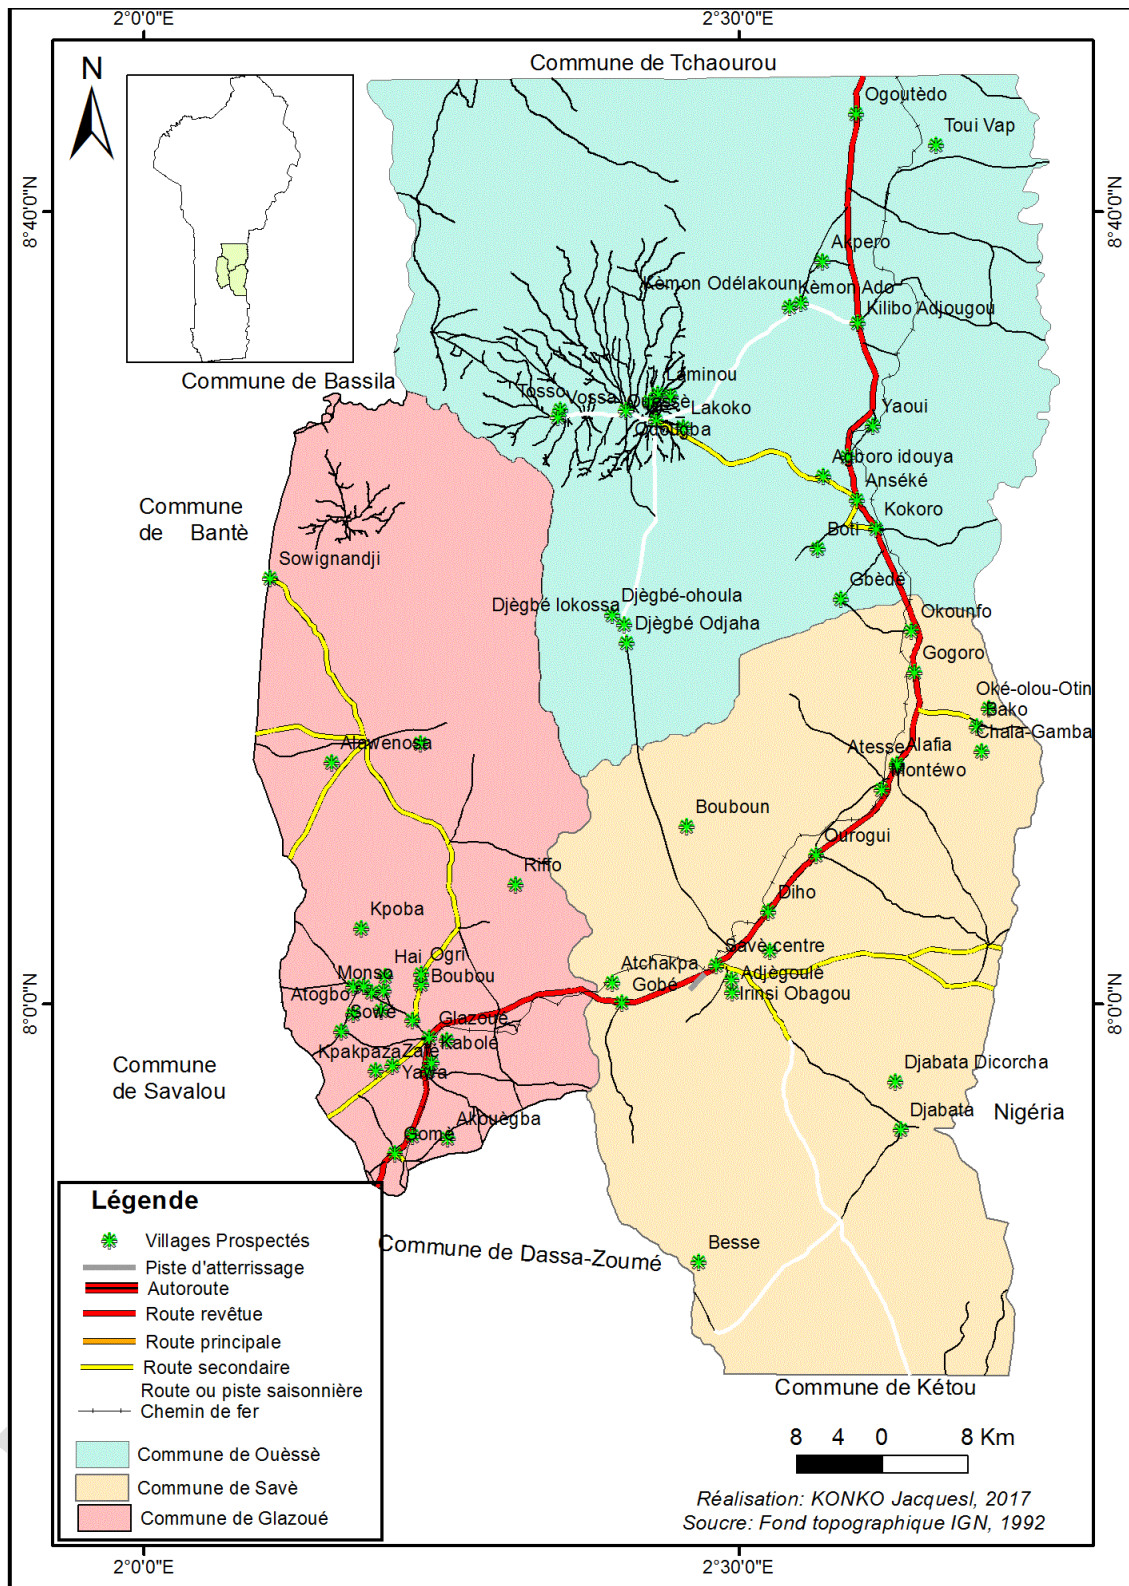 2°0'0"E
2°30'0"E
N
Commune de Tchaourou
Ogoutèdo
Toui Vap
8°40'0"N
8°40'0"N
Akpero
Kèmon Odélakoun
Kèmon Ado
Kilibo Adjougou
Commune de Bassila
Laminou
Tosso
Vossa
Ouèssè
Lakoko
Yaoui
Odougba
Agboro idouya
Anséké
Commune
de Bantè
Kokoro
Boti
Sowignandji
Gbèdé
Djègbé-ohoula
Djègbé lokossa
Okounfo
Djègbé Odjaha
Gogoro
Oké-olou-Otin
Bako
Chala-Gamba
Alawenosa
Atesse
Alafia
Montéwo
Bouboun
Ourogui
Riffo
Diho
Kpoba
Savè centre
Hai
Ogri
Atchakpa
Monso
Boubou
Adjègoulè
Gobé
Atogbo
Irinsi Obagou
8°0'0"N
8°0'0"N
Sowé
Glazoué
Kabolé
Commune
de Savalou
Kpakpaza
Zafé
Yawa
Djabata Dicorcha
Djabata
Nigéria
Akouègba
Gomè
Légende
Villages Prospectés
Piste d'atterrissage
Autoroute
Route revêtue
Route principale
Route secondaire
Route ou piste saisonnière
Chemin de fer
Commune de Ouèssè
Commune de Savè
Commune de Glazoué
Commune de Dassa-Zoumé
Besse
Commune de Kétou
8 4 0 8 Km
Réalisation: KONKO Jacquesl, 2017
Soucre: Fond topographique IGN, 1992
2°0'0"E
2°30'0"E